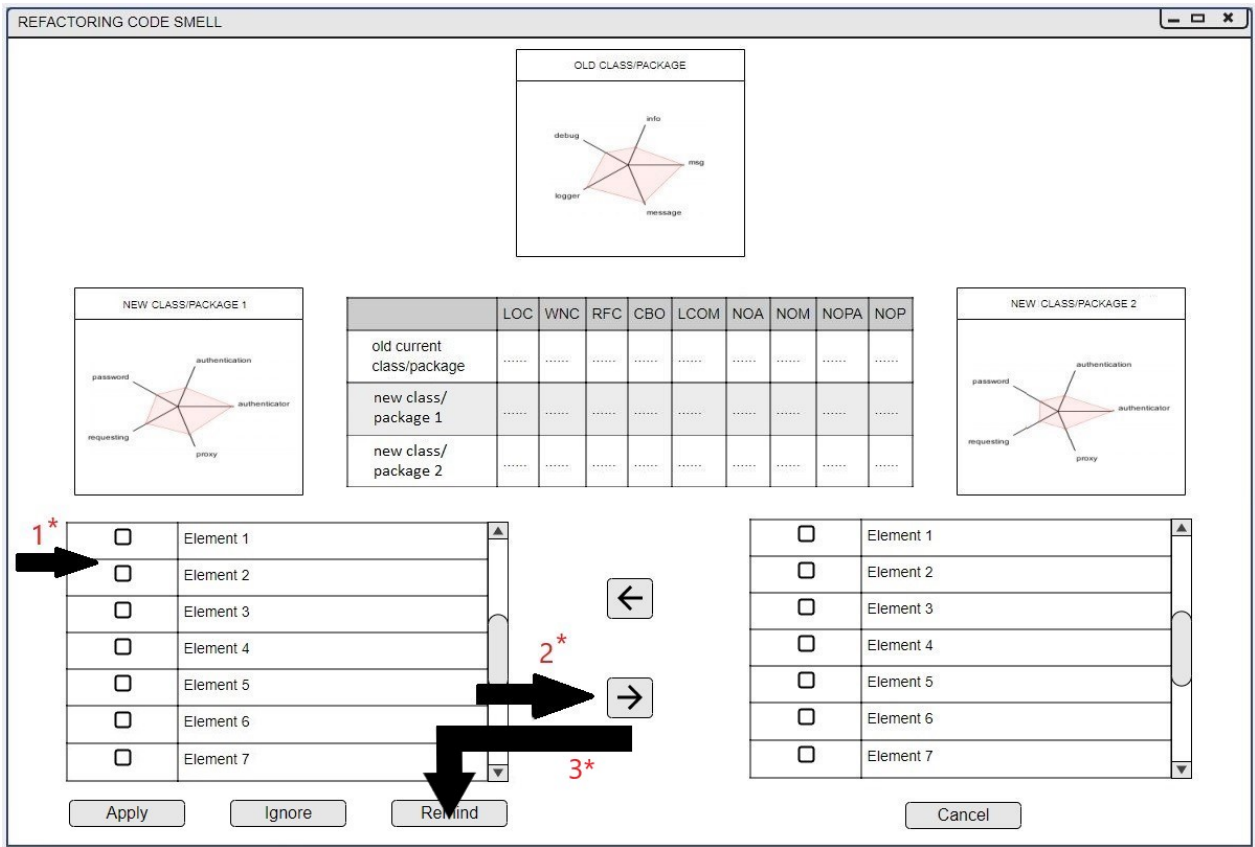 REFACTORING CODE SMELL
OLD CLASS/PACKAGE
info
debug
msg
logger
message
NEW CLASS/PACKAGE 1
authentication
password
authenticator
requesting
proxy
LOC WNC RFC CBO LCOM NOA NOM NOPA NOP
old current
class/package
...... ...... ...... ...... ...... ...... ...... ...... ......
new class/
package 1
...... ...... ...... ...... ...... ...... ...... ...... ......
new class/
package 2
...... ...... ...... ...... ...... ...... ...... ...... ......
NEW CLASS/PACKAGE 2
authentication
password
authenticator
requesting
proxy
1*
Element 1
Element 2
Element 3
Element 4
Element 5
Element 6
Element 7
2*
3*
Element 1
Element 2
Element 3
Element 4
Element 5
Element 6
Element 7
Apply
Ignore
Remind
Cancel